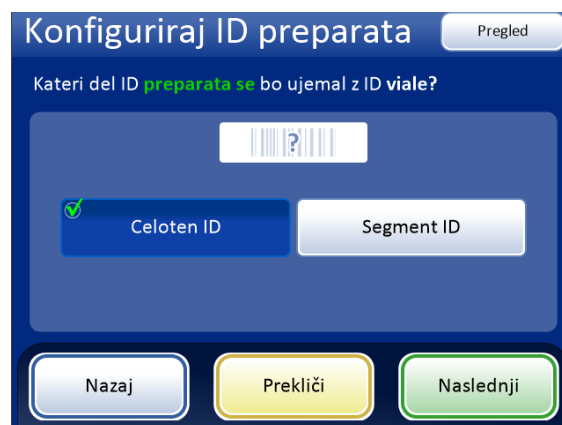 Konfiguriraj ID preparata
Pregled
Kateri del ID preparata se bo ujemal z ID viale?
?
Celoten ID
Segment ID
Nazaj
Prekliči
Naslednji